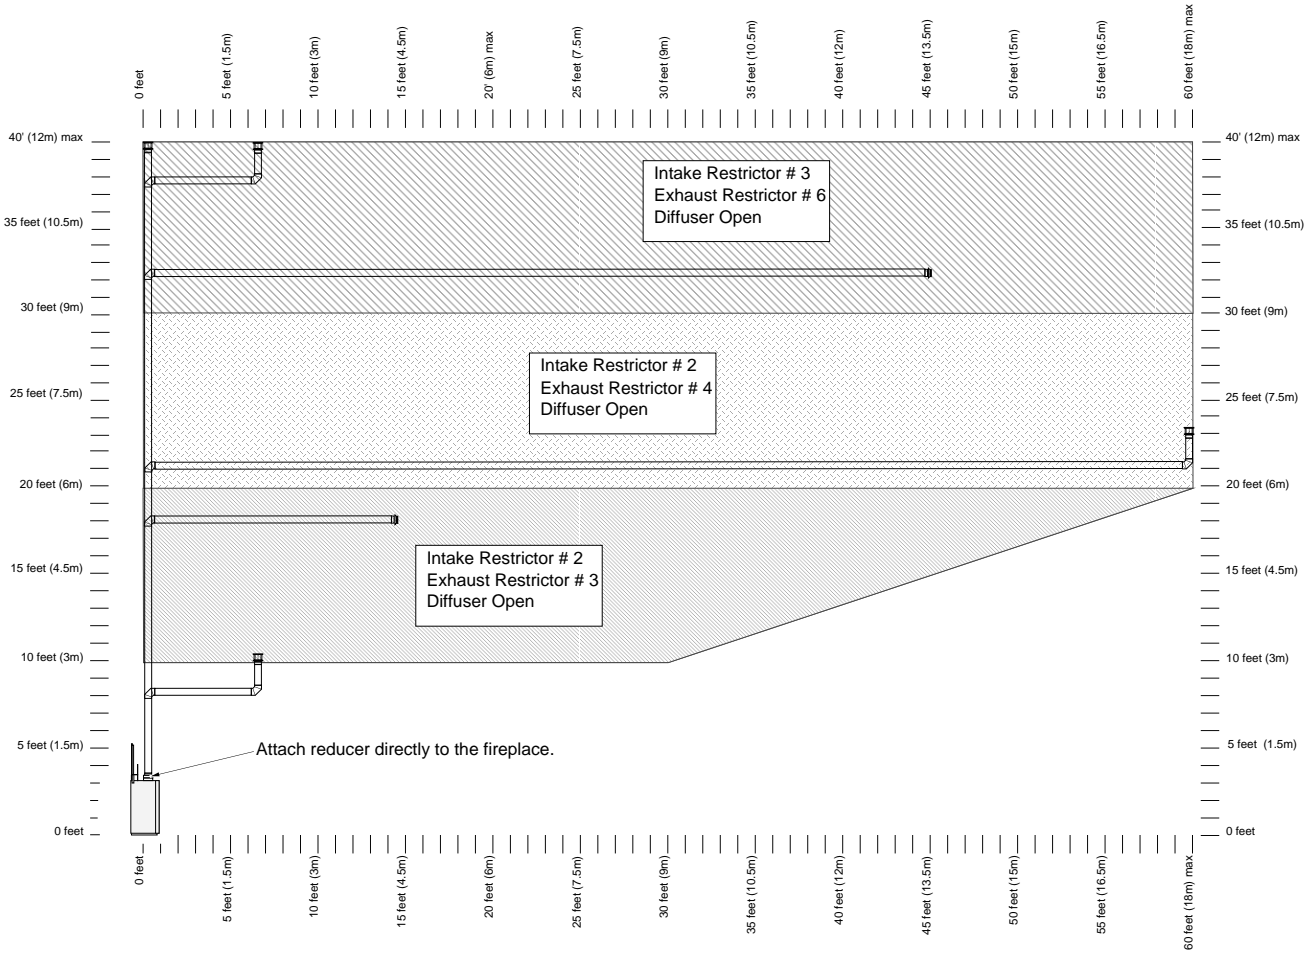 0 feet
5 feet (1.5m)
10 feet (3m)
15 feet (4.5m)
20' (6m) max
25 feet (7.5m)
30 feet (9m)
35 feet (10.5m)
40 feet (12m)
45 feet (13.5m)
50 feet (15m)
55 feet (16.5m)
60 feet (18m) max
40' (12m) max
35 feet (10.5m)
30 feet (9m)
25 feet (7.5m)
20 feet (6m)
15 feet (4.5m)
10 feet (3m)
5 feet (1.5m)
0 feet
Intake Restrictor # 3
Exhaust Restrictor # 6
Diffuser Open
Intake Restrictor # 2
Exhaust Restrictor # 4
Diffuser Open
Intake Restrictor # 2
Exhaust Restrictor # 3
Diffuser Open
Attach reducer directly to the fireplace.
40' (12m) max
35 feet (10.5m)
30 feet (9m)
25 feet (7.5m)
20 feet (6m)
15 feet (4.5m)
10 feet (3m)
5 feet (1.5m)
0 feet
0 feet
5 feet (1.5m)
10 feet (3m)
15 feet (4.5m)
20 feet (6m) max
25 feet (7.5m)
30 feet (9m)
35 feet (10.5m)
40 feet (12m)
45 feet (13.5m)
50 feet (15m)
55 feet (16.5m)
60 feet (18m) max